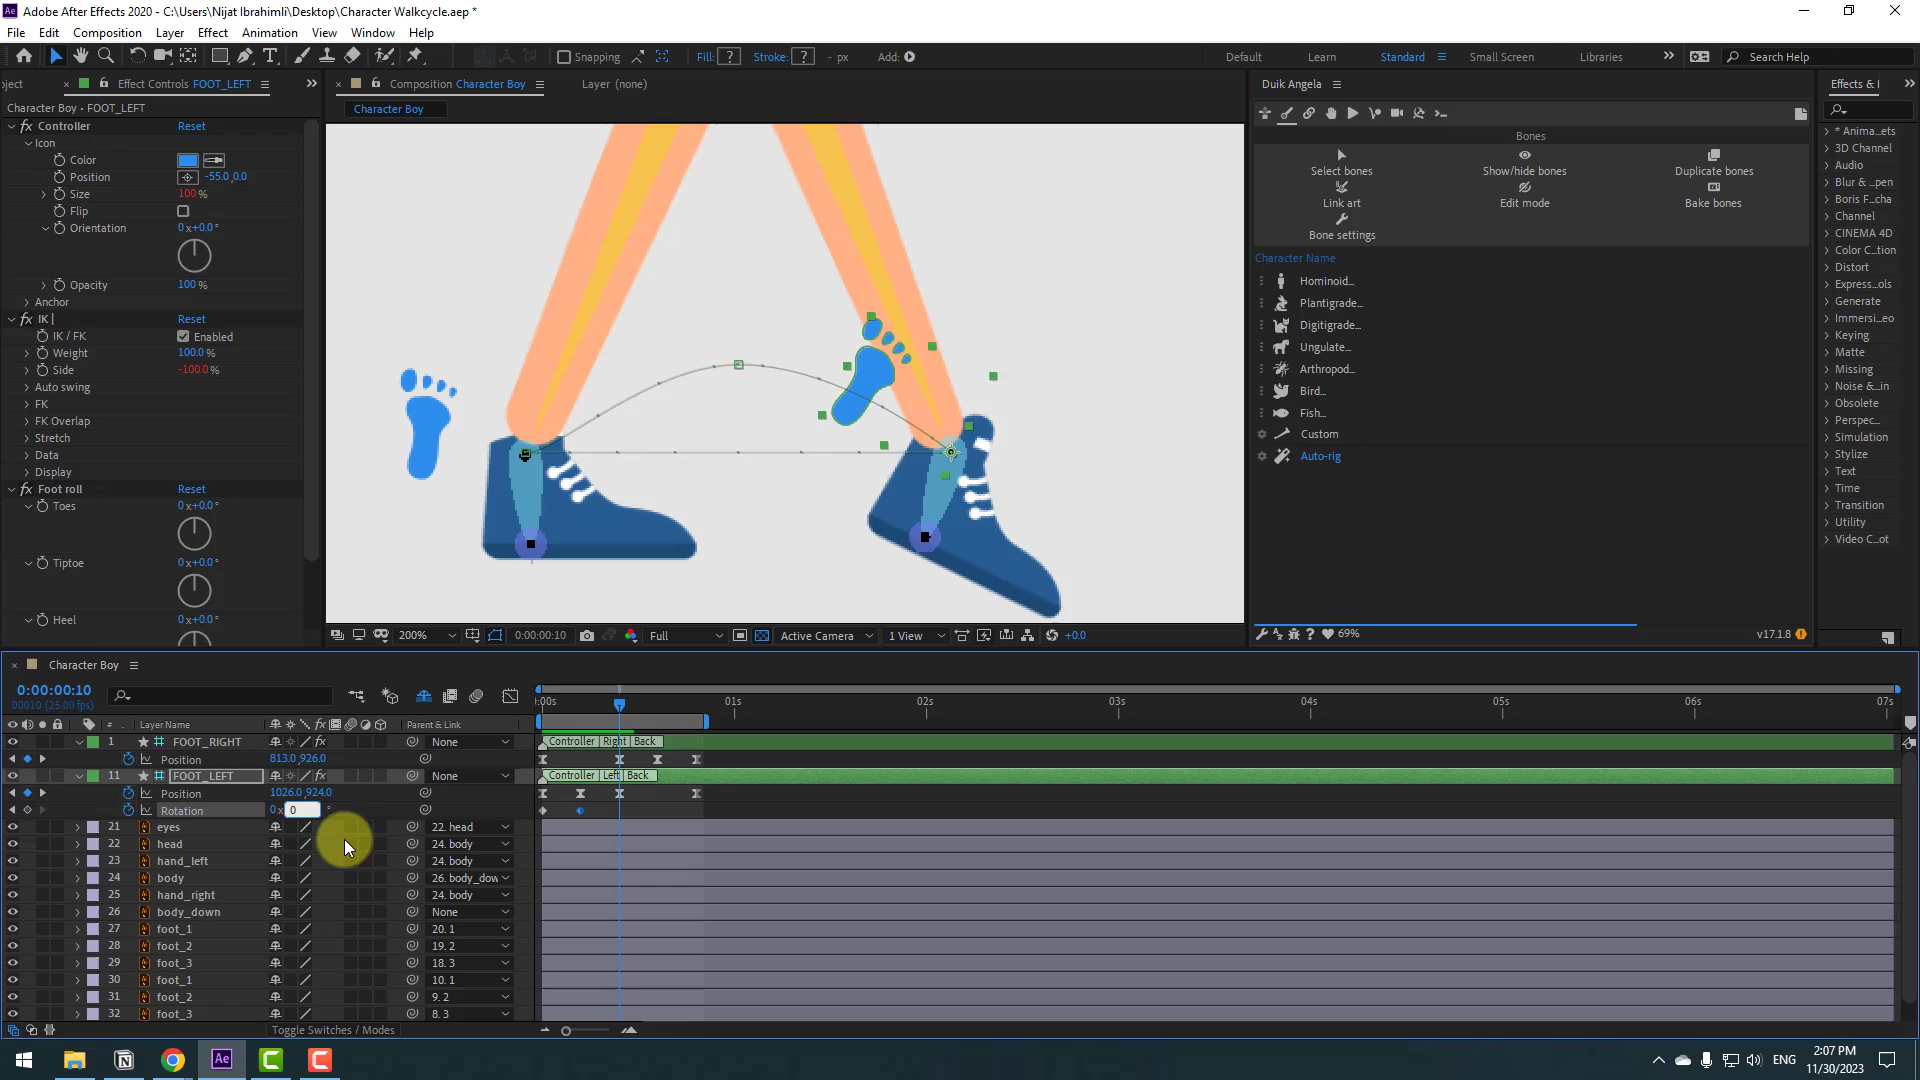 Adobe After Effects 2020 - C:\Users\Nijat Ibrahimli\Desktop\Character Walkcycle.aep *
File Edit Composition Layer Effect Animation View Window Help
Snapping Fill: ? Stroke: ? - px Add: Default Learn Standard Small Screen Libraries Search Help
oject Effect Controls FOOT_LEFT
Composition Character Boy Layer (none)
Duik Angela
Effects & I
Character Boy - FOOT_LEFT
Character Boy
fx Controller Reset
Icon
Color
Position -55.0,0.0
Size 100 %
Flip
Orientation 0x+0.0°
Opacity 100 %
Anchor
fx IK | Reset
IK / FK Enabled
Weight 100.0 %
Side -100.0 %
Auto swing
FK
FK Overlap
Stretch
Data
Display
fx Foot roll Reset
Toes 0x+0.0°
Tiptoe 0x+0.0°
Heel 0x+0.0°
200% 0:00:00:10 Full Active Camera 1 View +0.0
Bones
Select bones Show/hide bones Duplicate bones
Link art Edit mode Bake bones
Bone settings
Character Name
Hominoid...
Plantigrade...
Digitigrade...
Ungulate...
Arthropod...
Bird...
Fish...
Custom
Auto-rig
69% v17.1.8
* Anima...ets
3D Channel
Audio
Blur & ...pen
Boris F...cha
Channel
CINEMA 4D
Color C...tion
Distort
Express...ols
Generate
Immersi...eo
Keying
Matte
Missing
Noise &...in
Obsolete
Perspec...
Simulation
Stylize
Text
Time
Transition
Utility
Video C...ot
Character Boy
0:00:00:10
00010 (25.00 fps)
:00s 01s 02s 03s 04s 05s 06s 07s
# Layer Name Parent & Link
1 FOOT_RIGHT None Controller | Right | Back
Position 813.0,926.0
11 FOOT_LEFT None Controller | Left | Back
Position 1026.0,924.0
Rotation 0x 0 °
21 eyes 22. head
22 head 24. body
23 hand_left 24. body
24 body 26. body_dow
25 hand_right 24. body
26 body_down None
27 foot_1 20. 1
28 foot_2 19. 2
29 foot_3 18. 3
30 foot_1 10. 1
31 foot_2 9. 2
32 foot_3 8. 3
Toggle Switches / Modes
ENG 2:07 PM
11/30/2023